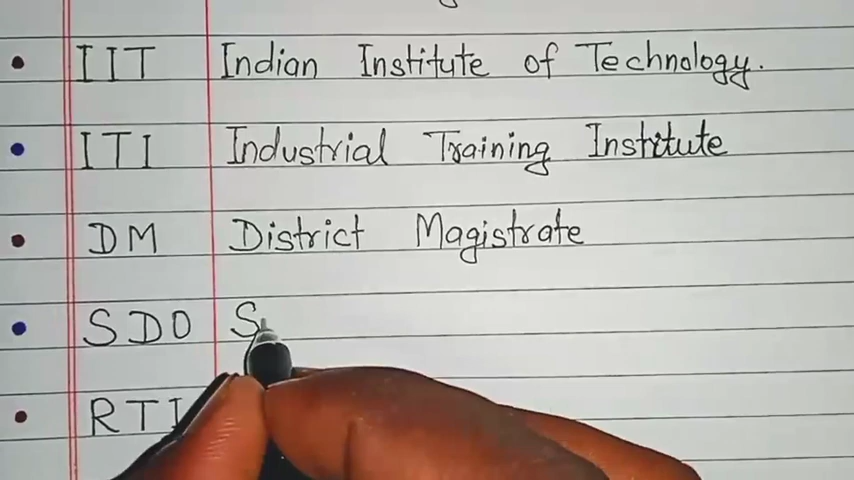 IIT Indian Institute of Technology.
ITI Industrial Training Institute
DM District Magistrate
SDO S
RTI